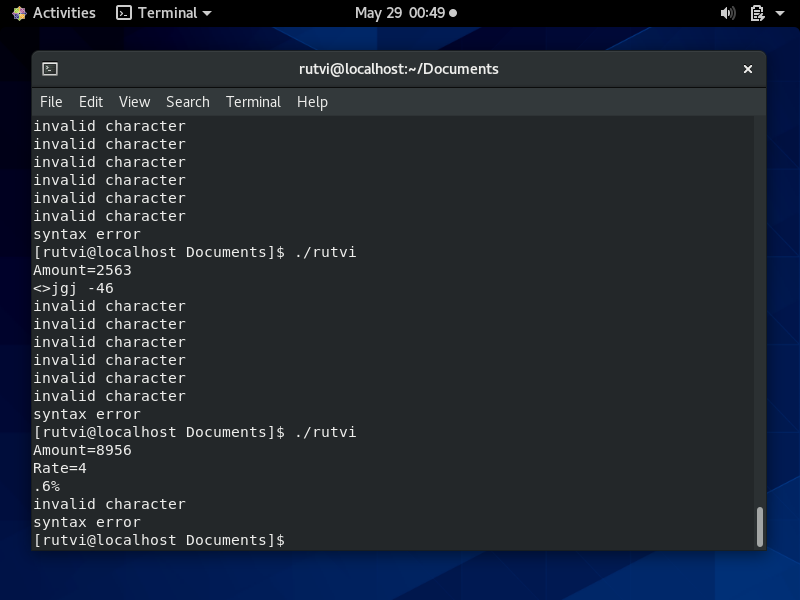 Activities Terminal May 29 00:49
rutvi@localhost:~/Documents
File Edit View Search Terminal Help
invalid character
invalid character
invalid character
invalid character
invalid character
invalid character
syntax error
[rutvi@localhost Documents]$ ./rutvi
Amount=2563
<>jgj -46
invalid character
invalid character
invalid character
invalid character
invalid character
invalid character
syntax error
[rutvi@localhost Documents]$ ./rutvi
Amount=8956
Rate=4
.6%
invalid character
syntax error
[rutvi@localhost Documents]$